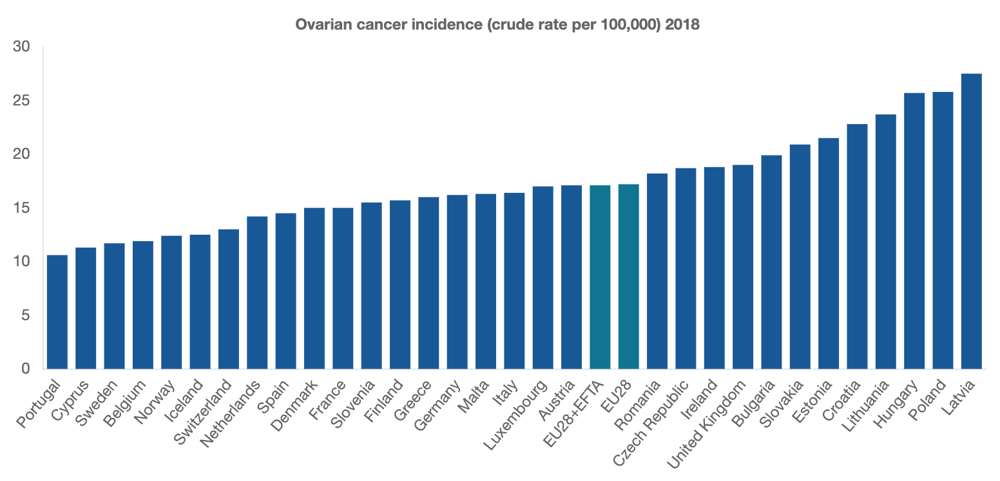 Ovarian cancer incidence (crude rate per 100,000) 2018
30
25
20
15
10
5
0
Portugal
Cyprus
Sweden
Belgium
Norway
Iceland
Switzerland
Netherlands
Spain
Denmark
France
Slovenia
Finland
Greece
Germany
Malta
Italy
Luxembourg
Austria
EU28+EFTA
EU28
Romania
Czech Republic
Ireland
United Kingdom
Bulgaria
Slovakia
Estonia
Croatia
Lithuania
Hungary
Poland
Latvia